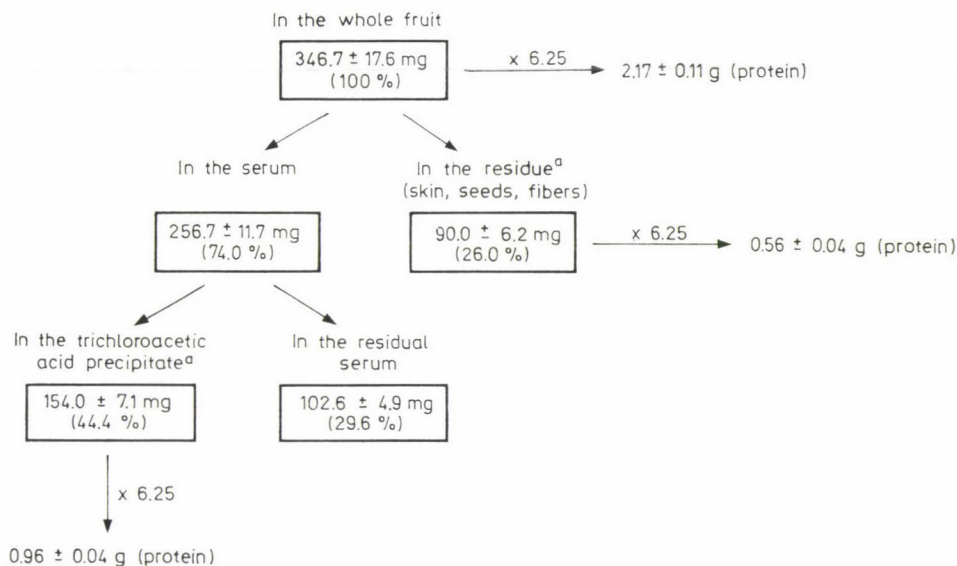 In the whole fruit
346.7 ± 17.6 mg
(100 %)
x 6.25
2.17 ± 0.11 g (protein)
In the serum
In the residueᵃ
(skin, seeds, fibers)
256.7 ± 11.7 mg
(74.0 %)
90.0 ± 6.2 mg
(26.0 %)
x 6.25
0.56 ± 0.04 g (protein)
In the trichloroacetic
acid precipitateᵃ
In the residual
serum
154.0 ± 7.1 mg
(44.4 %)
102.6 ± 4.9 mg
(29.6 %)
x 6.25
0.96 ± 0.04 g (protein)